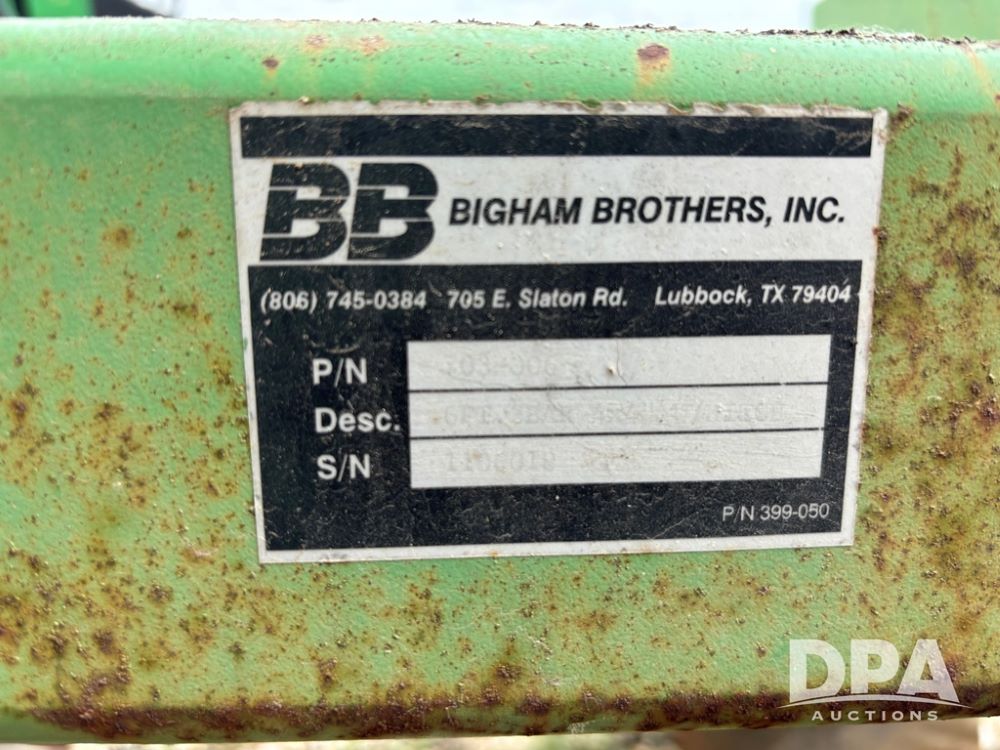 BB BIGHAM BROTHERS, INC.
(806) 745-0384 705 E. Slaton Rd. Lubbock, TX 79404
P/N
Desc.
S/N
P/N 399-050
DPA
AUCTIONS